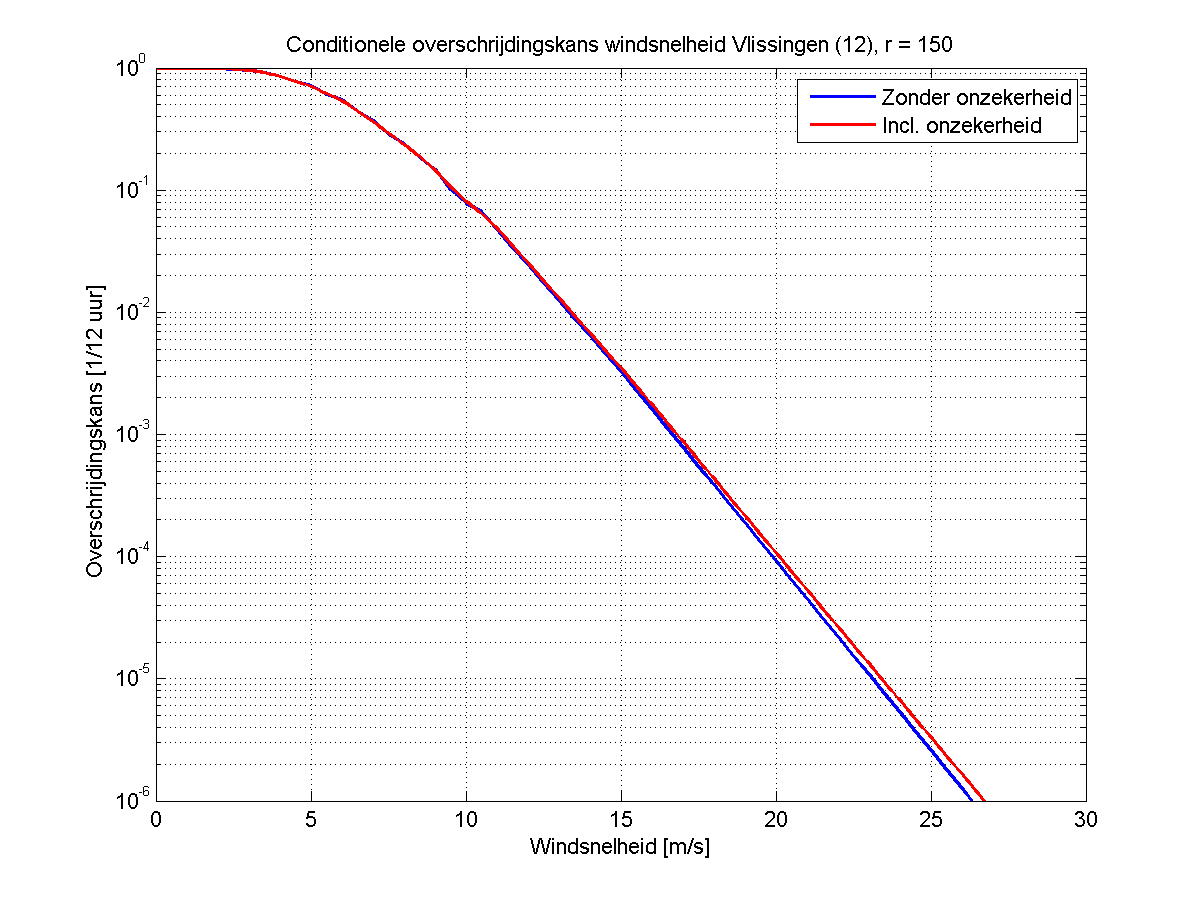 Conditionele overschrijdingskans windsnelheid Vlissingen (12), r = 150
Zonder onzekerheid
Incl. onzekerheid
10^0
10^-1
10^-2
10^-3
10^-4
10^-5
10^-6
Overschrijdingskans [1/12 uur]
0 5 10 15 20 25 30
Windsnelheid [m/s]